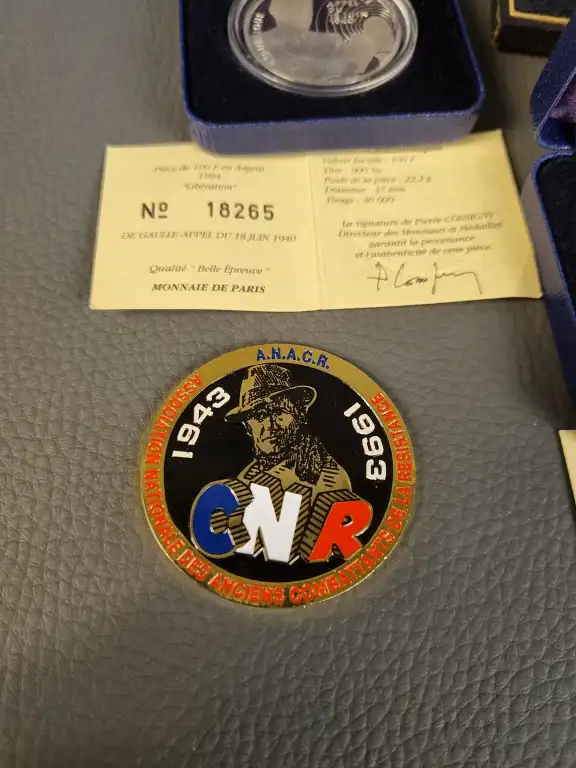 Pièce de 100 F en Argent
1994
"Libération"
Nº 18265
DE GAULLE-APPEL DU 18 JUIN 1940
Qualité "Belle Épreuve"
MONNAIE DE PARIS
Valeur faciale : 100 F
Titre : 900 ‰
Poids de la pièce : 22,2 g
Diamètre : 37 mm
Tirage :
La signature de Pierre CONSIGNY
Directeur des Monnaies et Médailles
garantit la provenance
et l'authenticité de cette pièce.
A.N.A.C.R.
ASSOCIATION NATIONALE DES ANCIENS COMBATTANTS DE LA RESISTANCE
1943
1993
CNR